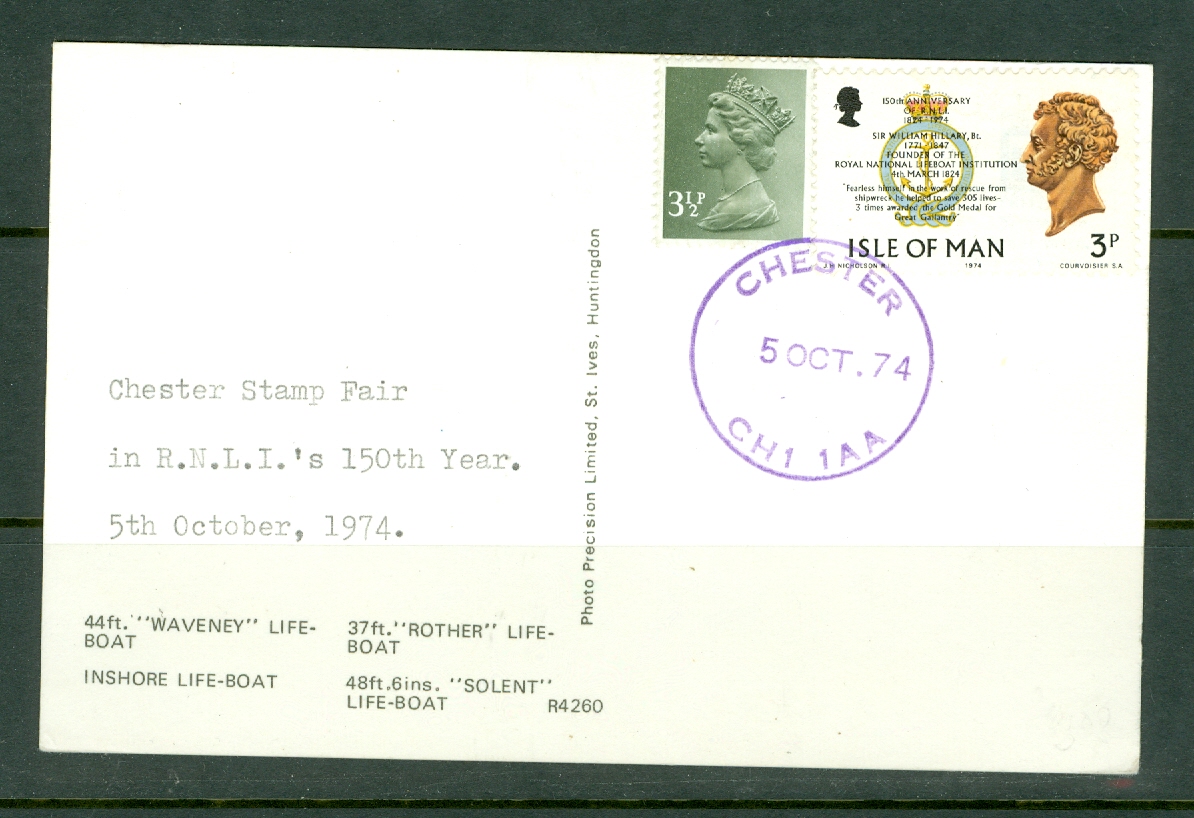 3½P
150th ANNIVERSARY
OF R.N.L.I.
1824-1974
SIR WILLIAM HILLARY, Bt.
1771-1847
FOUNDER OF THE
ROYAL NATIONAL LIFEBOAT INSTITUTION
4th MARCH 1824
"Fearless himself in the work of rescue from
shipwreck he helped to save 305 lives-
3 times awarded the Gold Medal for
Great Gallantry"
ISLE OF MAN
3P
J.H. NICHOLSON R.I.
1974
COURVOISIER S.A.
CHESTER
5 OCT. 74
CH1 1AA
Chester Stamp Fair
in R.N.L.I.'s 150th Year.
5th October, 1974.
Photo Precision Limited, St. Ives, Huntingdon
44ft. "WAVENEY" LIFE-
BOAT
INSHORE LIFE-BOAT
37ft. "ROTHER" LIFE-
BOAT
48ft.6ins. "SOLENT"
LIFE-BOAT
R4260